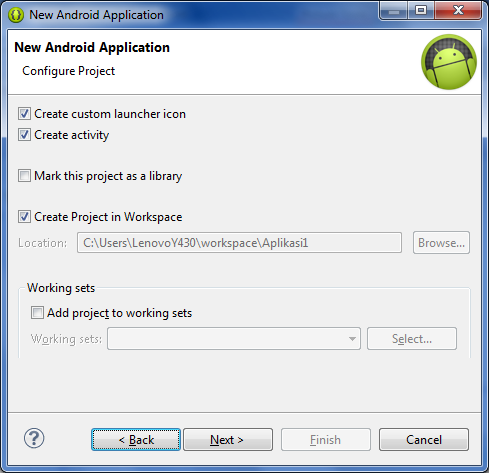 New Android Application
New Android Application
Configure Project
Create custom launcher icon
Create activity
Mark this project as a library
Create Project in Workspace
Location: C:\Users\LenovoY430\workspace\Aplikasi1 Browse...
Working sets
Add project to working sets
Working sets: Select...
? < Back Next > Finish Cancel